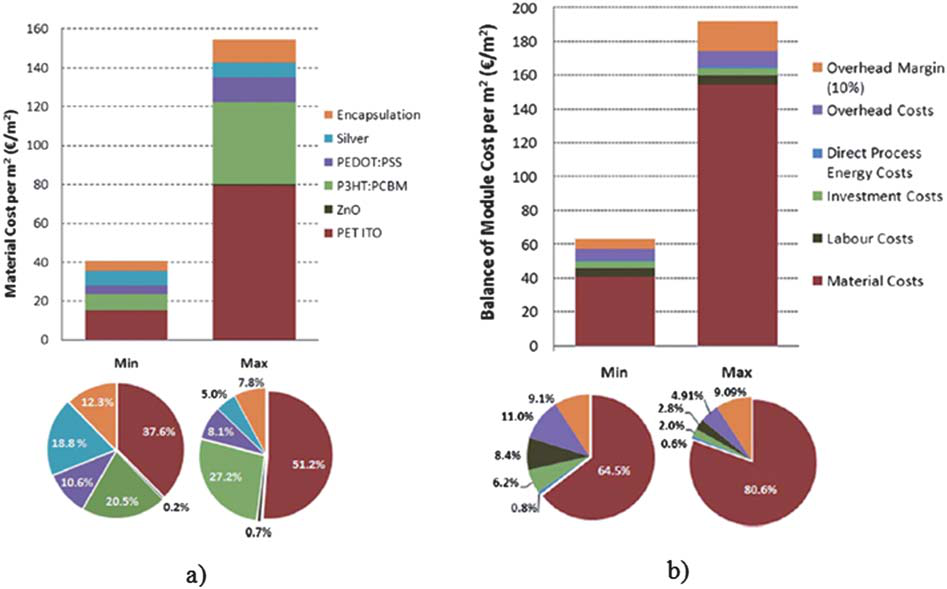 a)
Material Cost per m² (€/m²)
160
140
120
100
80
60
40
20
0
Encapsulation
Silver
PEDOT:PSS
P3HT:PCBM
ZnO
PET ITO
Min
Max
12.3%
37.6%
18.8%
10.6%
20.5%
0.2%
7.8%
5.0%
8.1%
27.2%
51.2%
0.7%
a)
b)
Balance of Module Cost per m² (€/m²)
200
180
160
140
120
100
80
60
40
20
0
Overhead Margin
(10%)
Overhead Costs
Direct Process
Energy Costs
Investment Costs
Labour Costs
Material Costs
Min
Max
9.1%
11.0%
8.4%
6.2%
0.8%
64.5%
9.09%
4.91%
2.8%
2.0%
0.6%
80.6%
b)